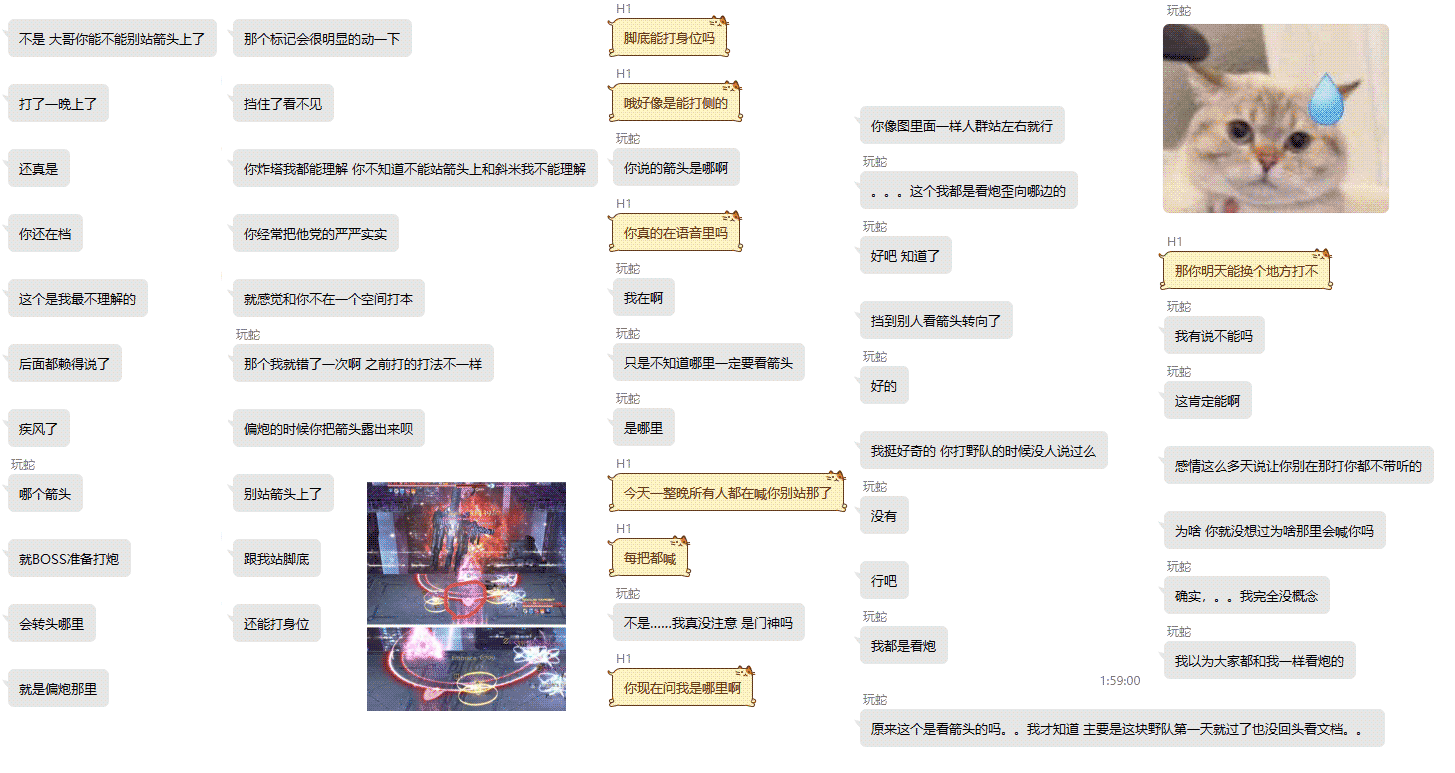 不是 大哥你能不能别站箭头上了
打了一晚上了
还真是
你还在档
这个是我最不理解的
后面都赖得说了
疾风了
玩蛇
哪个箭头
就BOSS准备打炮
会转头哪里
就是偏炮那里
那个标记会很明显的动一下
挡住了看不见
你炸塔我都能理解 你不知道不能站箭头上和斜米我不能理解
你经常把他党的严严实实
就感觉和你不在一个空间打本
玩蛇
那个我就错了一次啊 之前打的打法不一样
偏炮的时候你把箭头露出来呗
别站箭头上了
跟我站脚底
还能打身位
H1
脚底能打身位吗
H1
哦好像是能打侧的
玩蛇
你说的箭头是哪啊
H1
你真的在语音里吗
玩蛇
我在啊
玩蛇
只是不知道哪里一定要看箭头
玩蛇
是哪里
H1
今天一整晚所有人都在喊你别站那了
H1
每把都喊
玩蛇
不是......我真没注意 是门神吗
H1
你现在问我是哪里啊
你像图里面一样人群站左右就行
玩蛇
。。。这个我都是看炮歪向哪边的
玩蛇
好吧 知道了
挡到别人看箭头转向了
玩蛇
好的
我挺好奇的 你打野队的时候没人说过么
玩蛇
没有
行吧
玩蛇
我都是看炮
1:59:00
玩蛇
原来这个是看箭头的吗。。我才知道 主要是这块野队第一天就过了也没回头看文档。。
玩蛇
H1
那你明天能换个地方打不
玩蛇
我有说不能吗
玩蛇
这肯定能啊
感情这么多天说让你别在那打你都不带听的
为啥 你就没想过为啥那里会喊你吗
玩蛇
确实，。。我完全没概念
玩蛇
我以为大家都和我一样看炮的